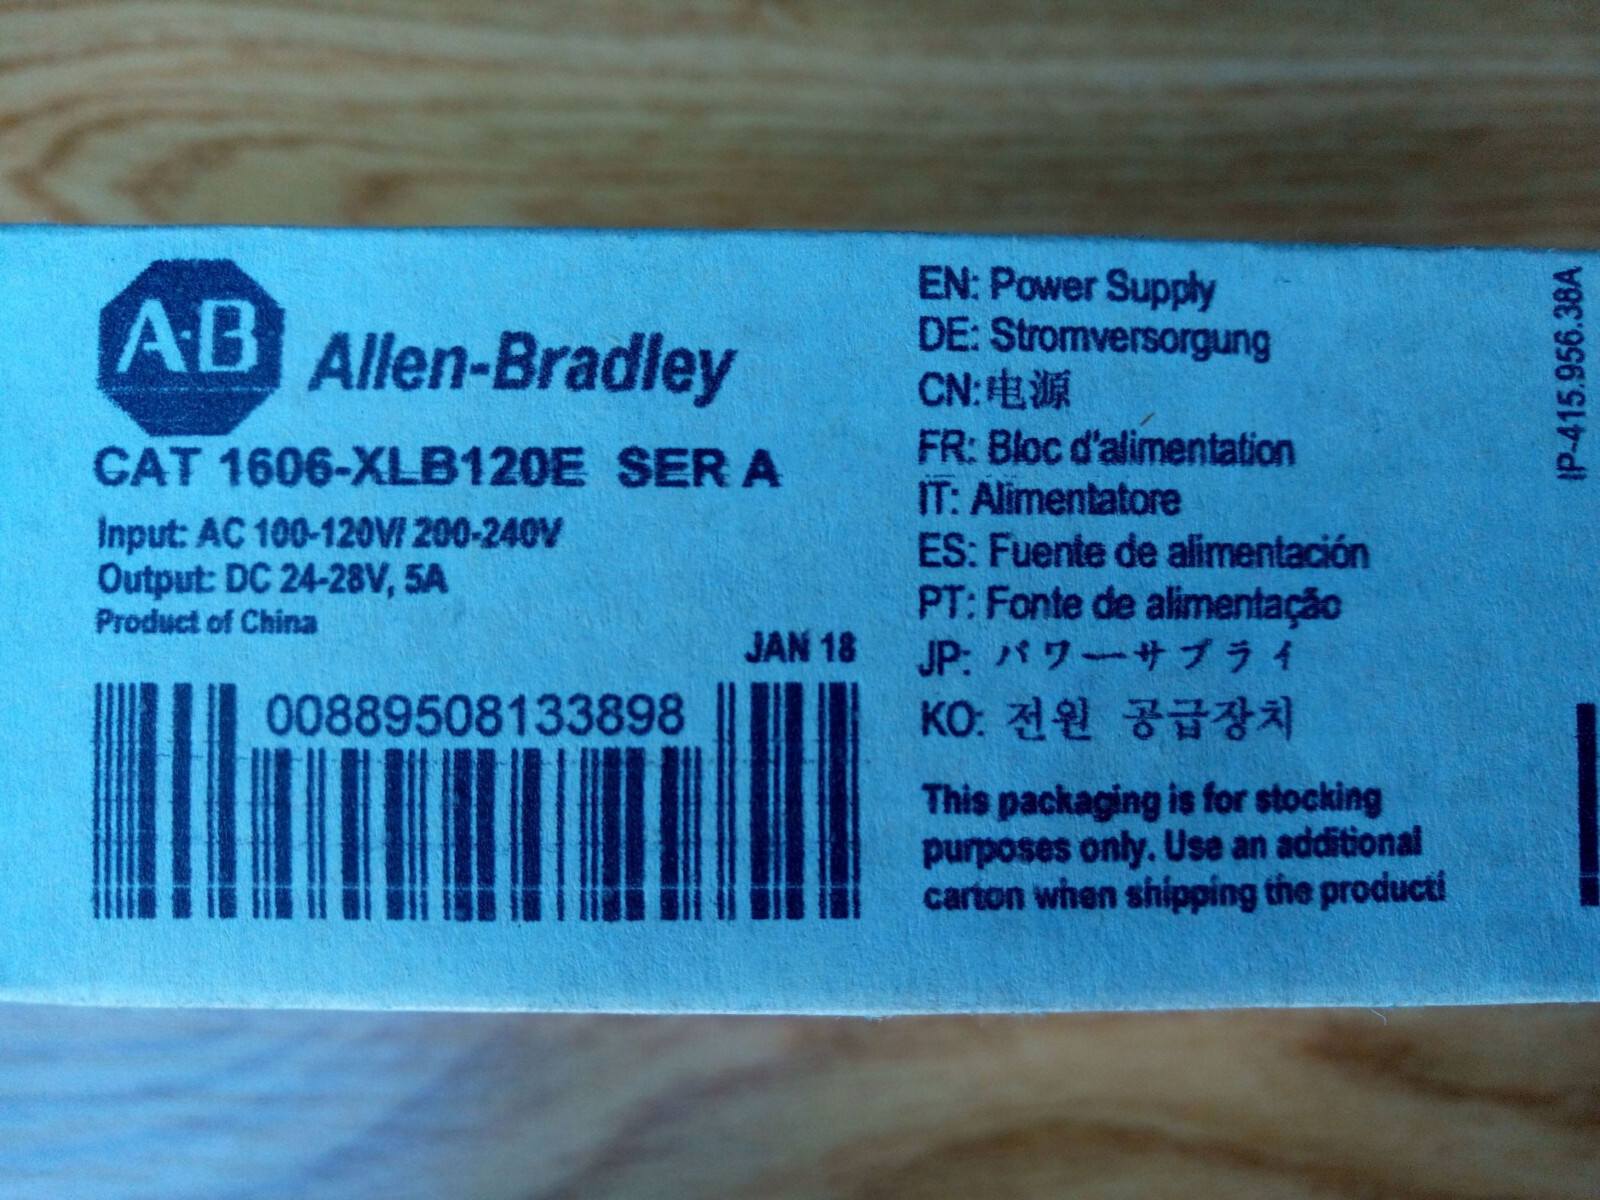 A·B Allen-Bradley
CAT 1606-XLB120E SER A
Input: AC 100-120V/ 200-240V
Output: DC 24-28V, 5A
Product of China
JAN 18
00889508133898
EN: Power Supply
DE: Stromversorgung
CN:电源
FR: Bloc d'alimentation
IT: Alimentatore
ES: Fuente de alimentación
PT: Fonte de alimentação
JP: パワーサプライ
KO: 전원 공급장치
This packaging is for stocking
purposes only. Use an additional
carton when shipping the product!
IP-415.956.38A